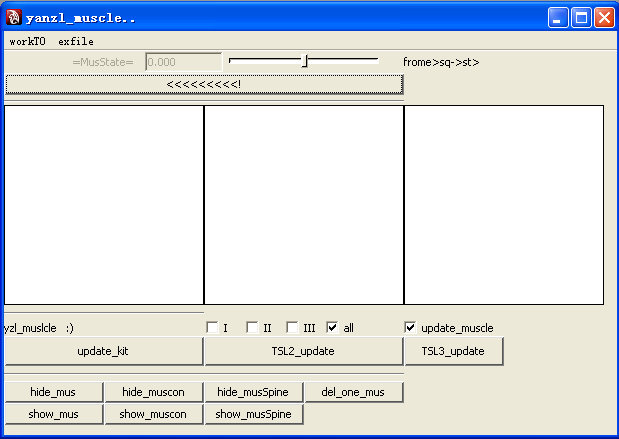 yanzl_muscle..
workTO exfile
=MusState= 0.000 frome>sq->st>
<<<<<<<<<!
yzl_muslcle :) I II III all update_muscle
update_kit TSL2_update TSL3_update
hide_mus hide_muscon hide_musSpine del_one_mus
show_mus show_muscon show_musSpine